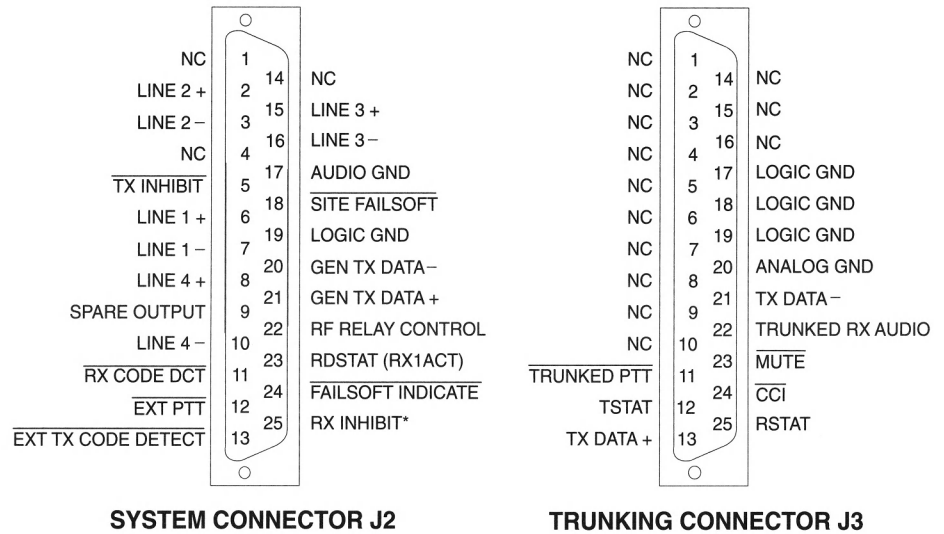 NC 1
14 NC
LINE 2 + 2
15 LINE 3 +
LINE 2 – 3
16 LINE 3 –
NC 4
17 AUDIO GND
TX INHIBIT 5
18 SITE FAILSOFT
LINE 1 + 6
19 LOGIC GND
LINE 1 – 7
20 GEN TX DATA –
LINE 4 + 8
21 GEN TX DATA +
SPARE OUTPUT 9
22 RF RELAY CONTROL
LINE 4 – 10
23 RDSTAT (RX1ACT)
RX CODE DCT 11
24 FAILSOFT INDICATE
EXT PTT 12
25 RX INHIBIT*
EXT TX CODE DETECT 13
SYSTEM CONNECTOR J2
NC 1
14 NC
NC 2
15 NC
NC 3
16 NC
NC 4
17 LOGIC GND
NC 5
18 LOGIC GND
NC 6
19 LOGIC GND
NC 7
20 ANALOG GND
NC 8
21 TX DATA –
NC 9
22 TRUNKED RX AUDIO
NC 10
23 MUTE
TRUNKED PTT 11
24 CCI
TSTAT 12
25 RSTAT
TX DATA + 13
TRUNKING CONNECTOR J3